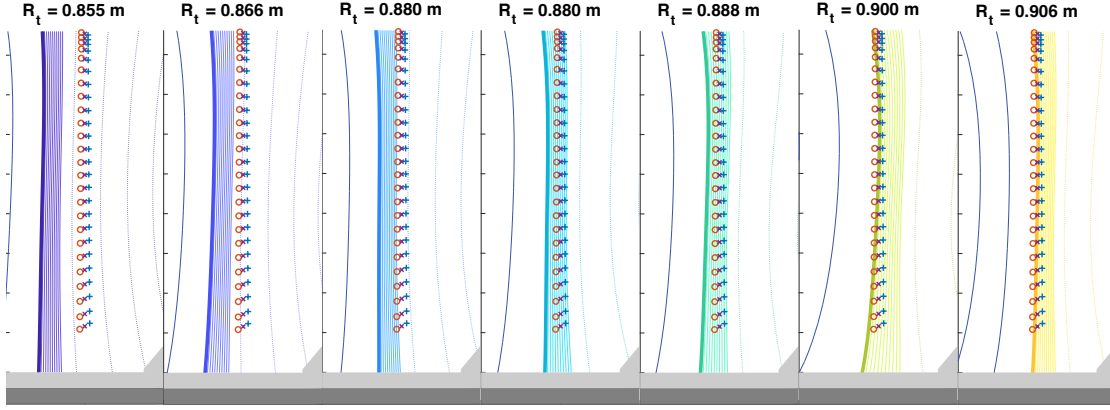 R_t = 0.855 m
R_t = 0.866 m
R_t = 0.880 m
R_t = 0.880 m
R_t = 0.888 m
R_t = 0.900 m
R_t = 0.906 m